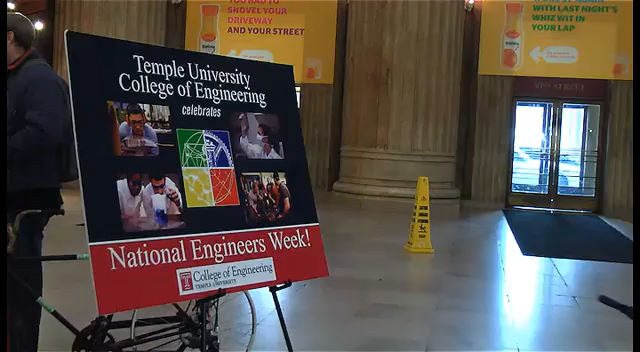 YOU HAD TO
SHOVEL YOUR
DRIVEWAY
AND YOUR STREET
WITH LAST NIGHT'S
WHIZ WIT IN
YOUR LAP
Temple University
College of Engineering
celebrates
National Engineers Week!
College of Engineering
TEMPLE UNIVERSITY
CAUTION